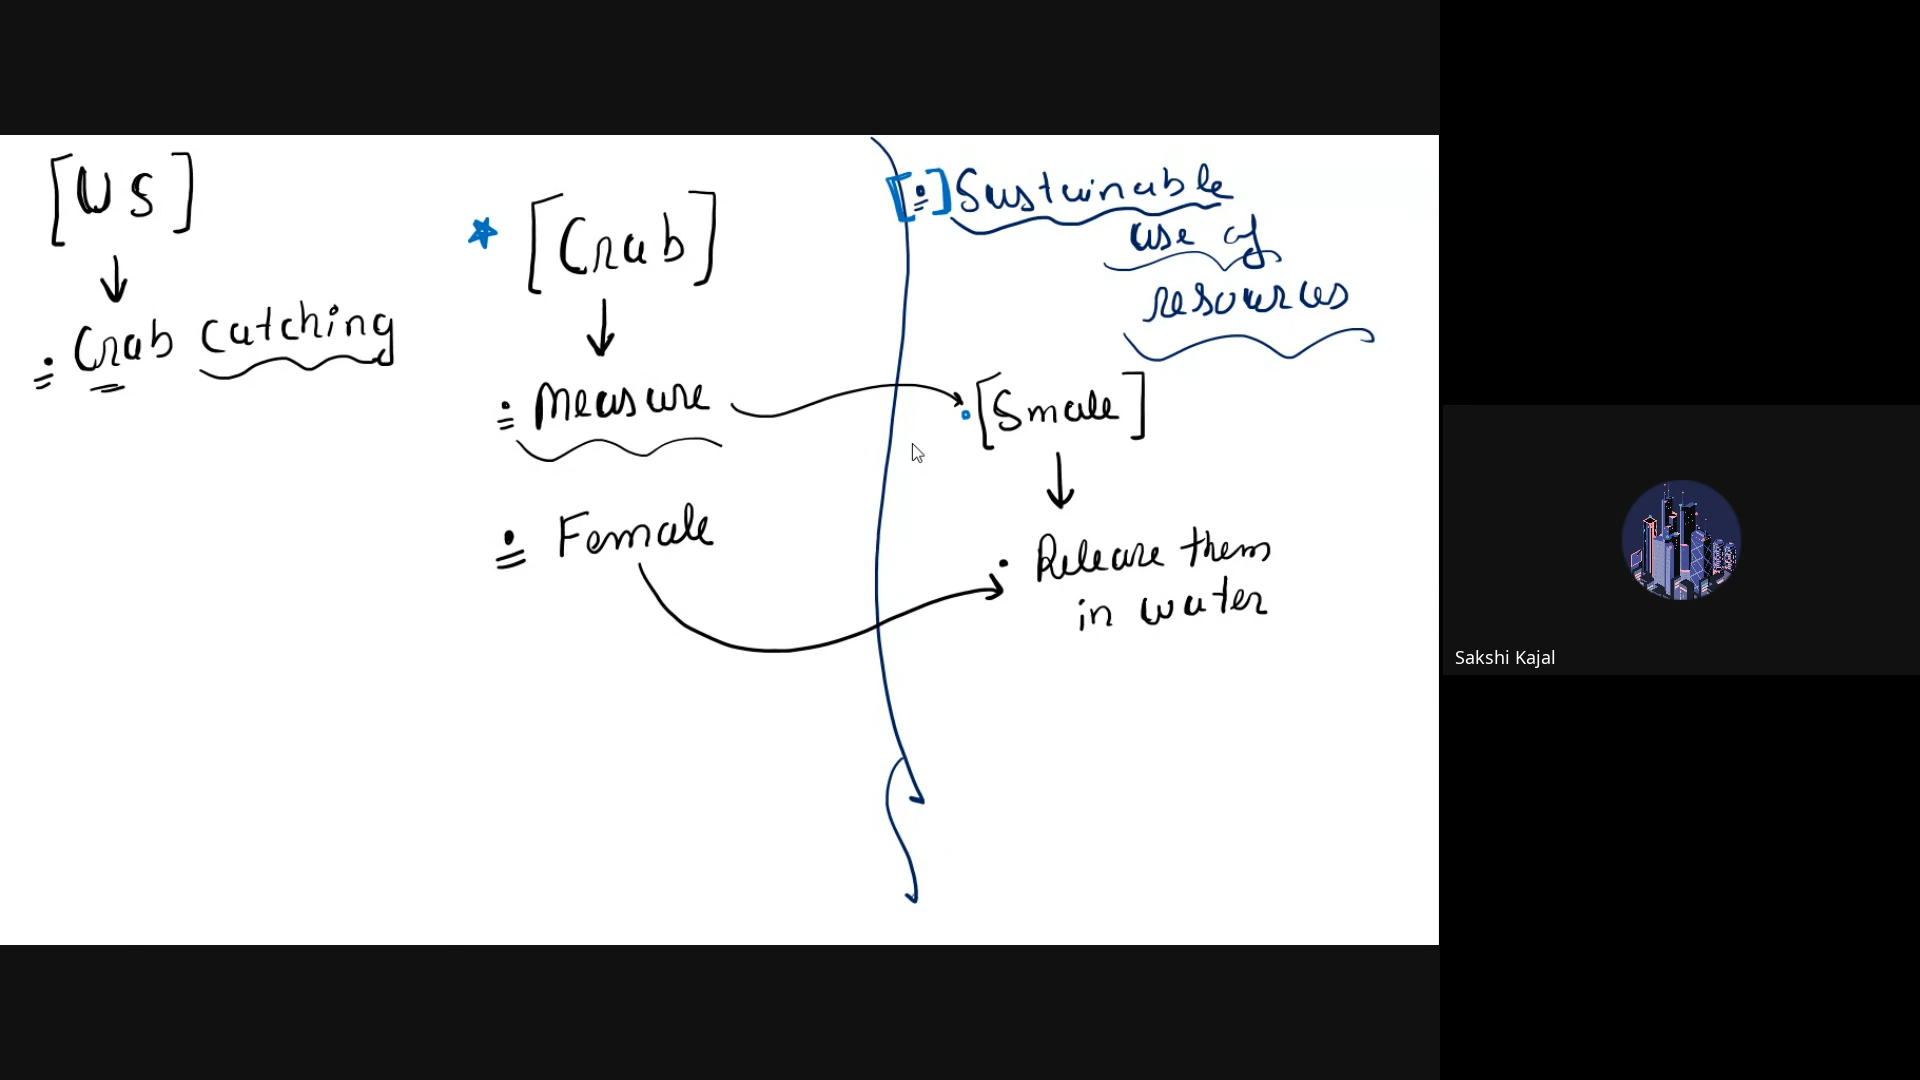 [US]
Crab catching
[Crab]
Measure
Female
Sustainable
use of
resources
[Small]
Release them
in water
Sakshi Kajal